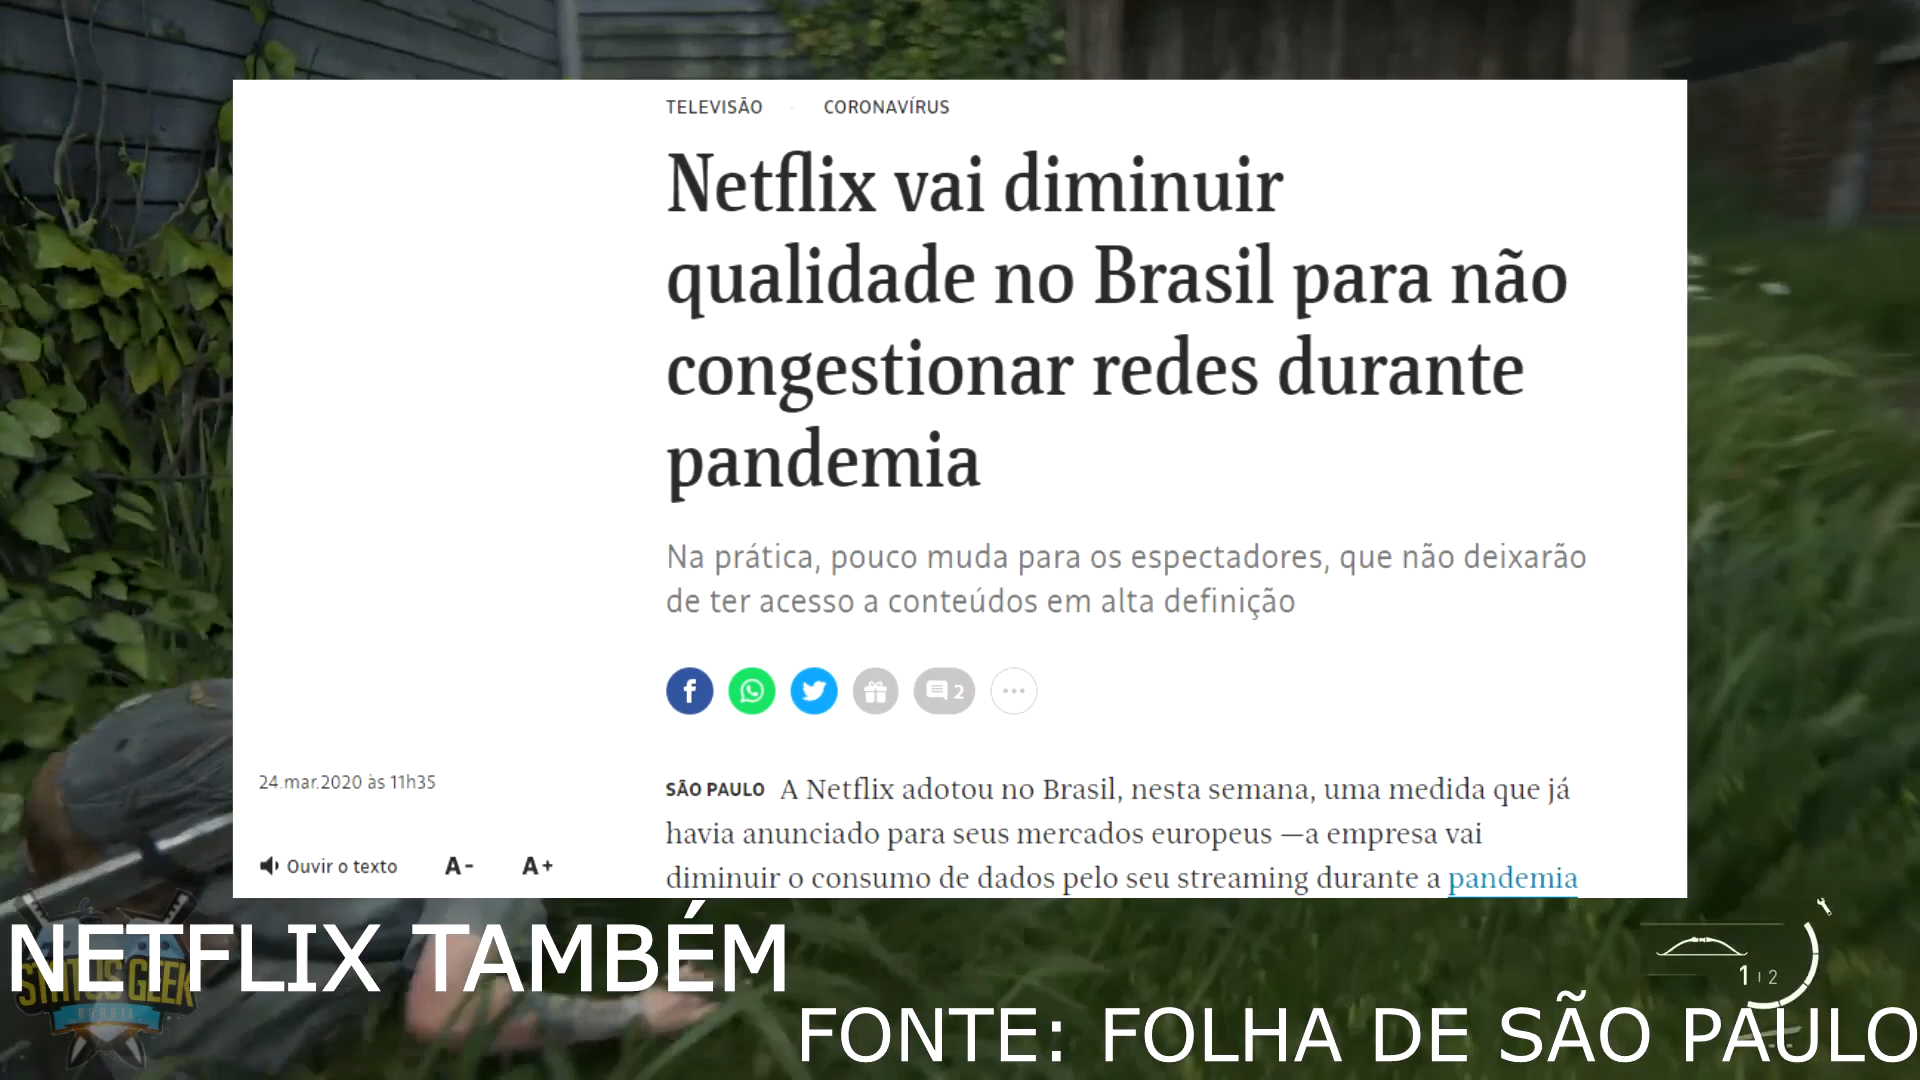 TELEVISÃO CORONAVÍRUS
Netflix vai diminuir
qualidade no Brasil para não
congestionar redes durante
pandemia
Na prática, pouco muda para os espectadores, que não deixarão
de ter acesso a conteúdos em alta definição
2
24.mar.2020 às 11h35
SÃO PAULO A Netflix adotou no Brasil, nesta semana, uma medida que já
havia anunciado para seus mercados europeus —a empresa vai
Ouvir o texto A- A+
diminuir o consumo de dados pelo seu streaming durante a pandemia
NETFLIX TAMBÉM
STATUS GEEK
BRASIL
1 | 2
FONTE: FOLHA DE SÃO PAULO